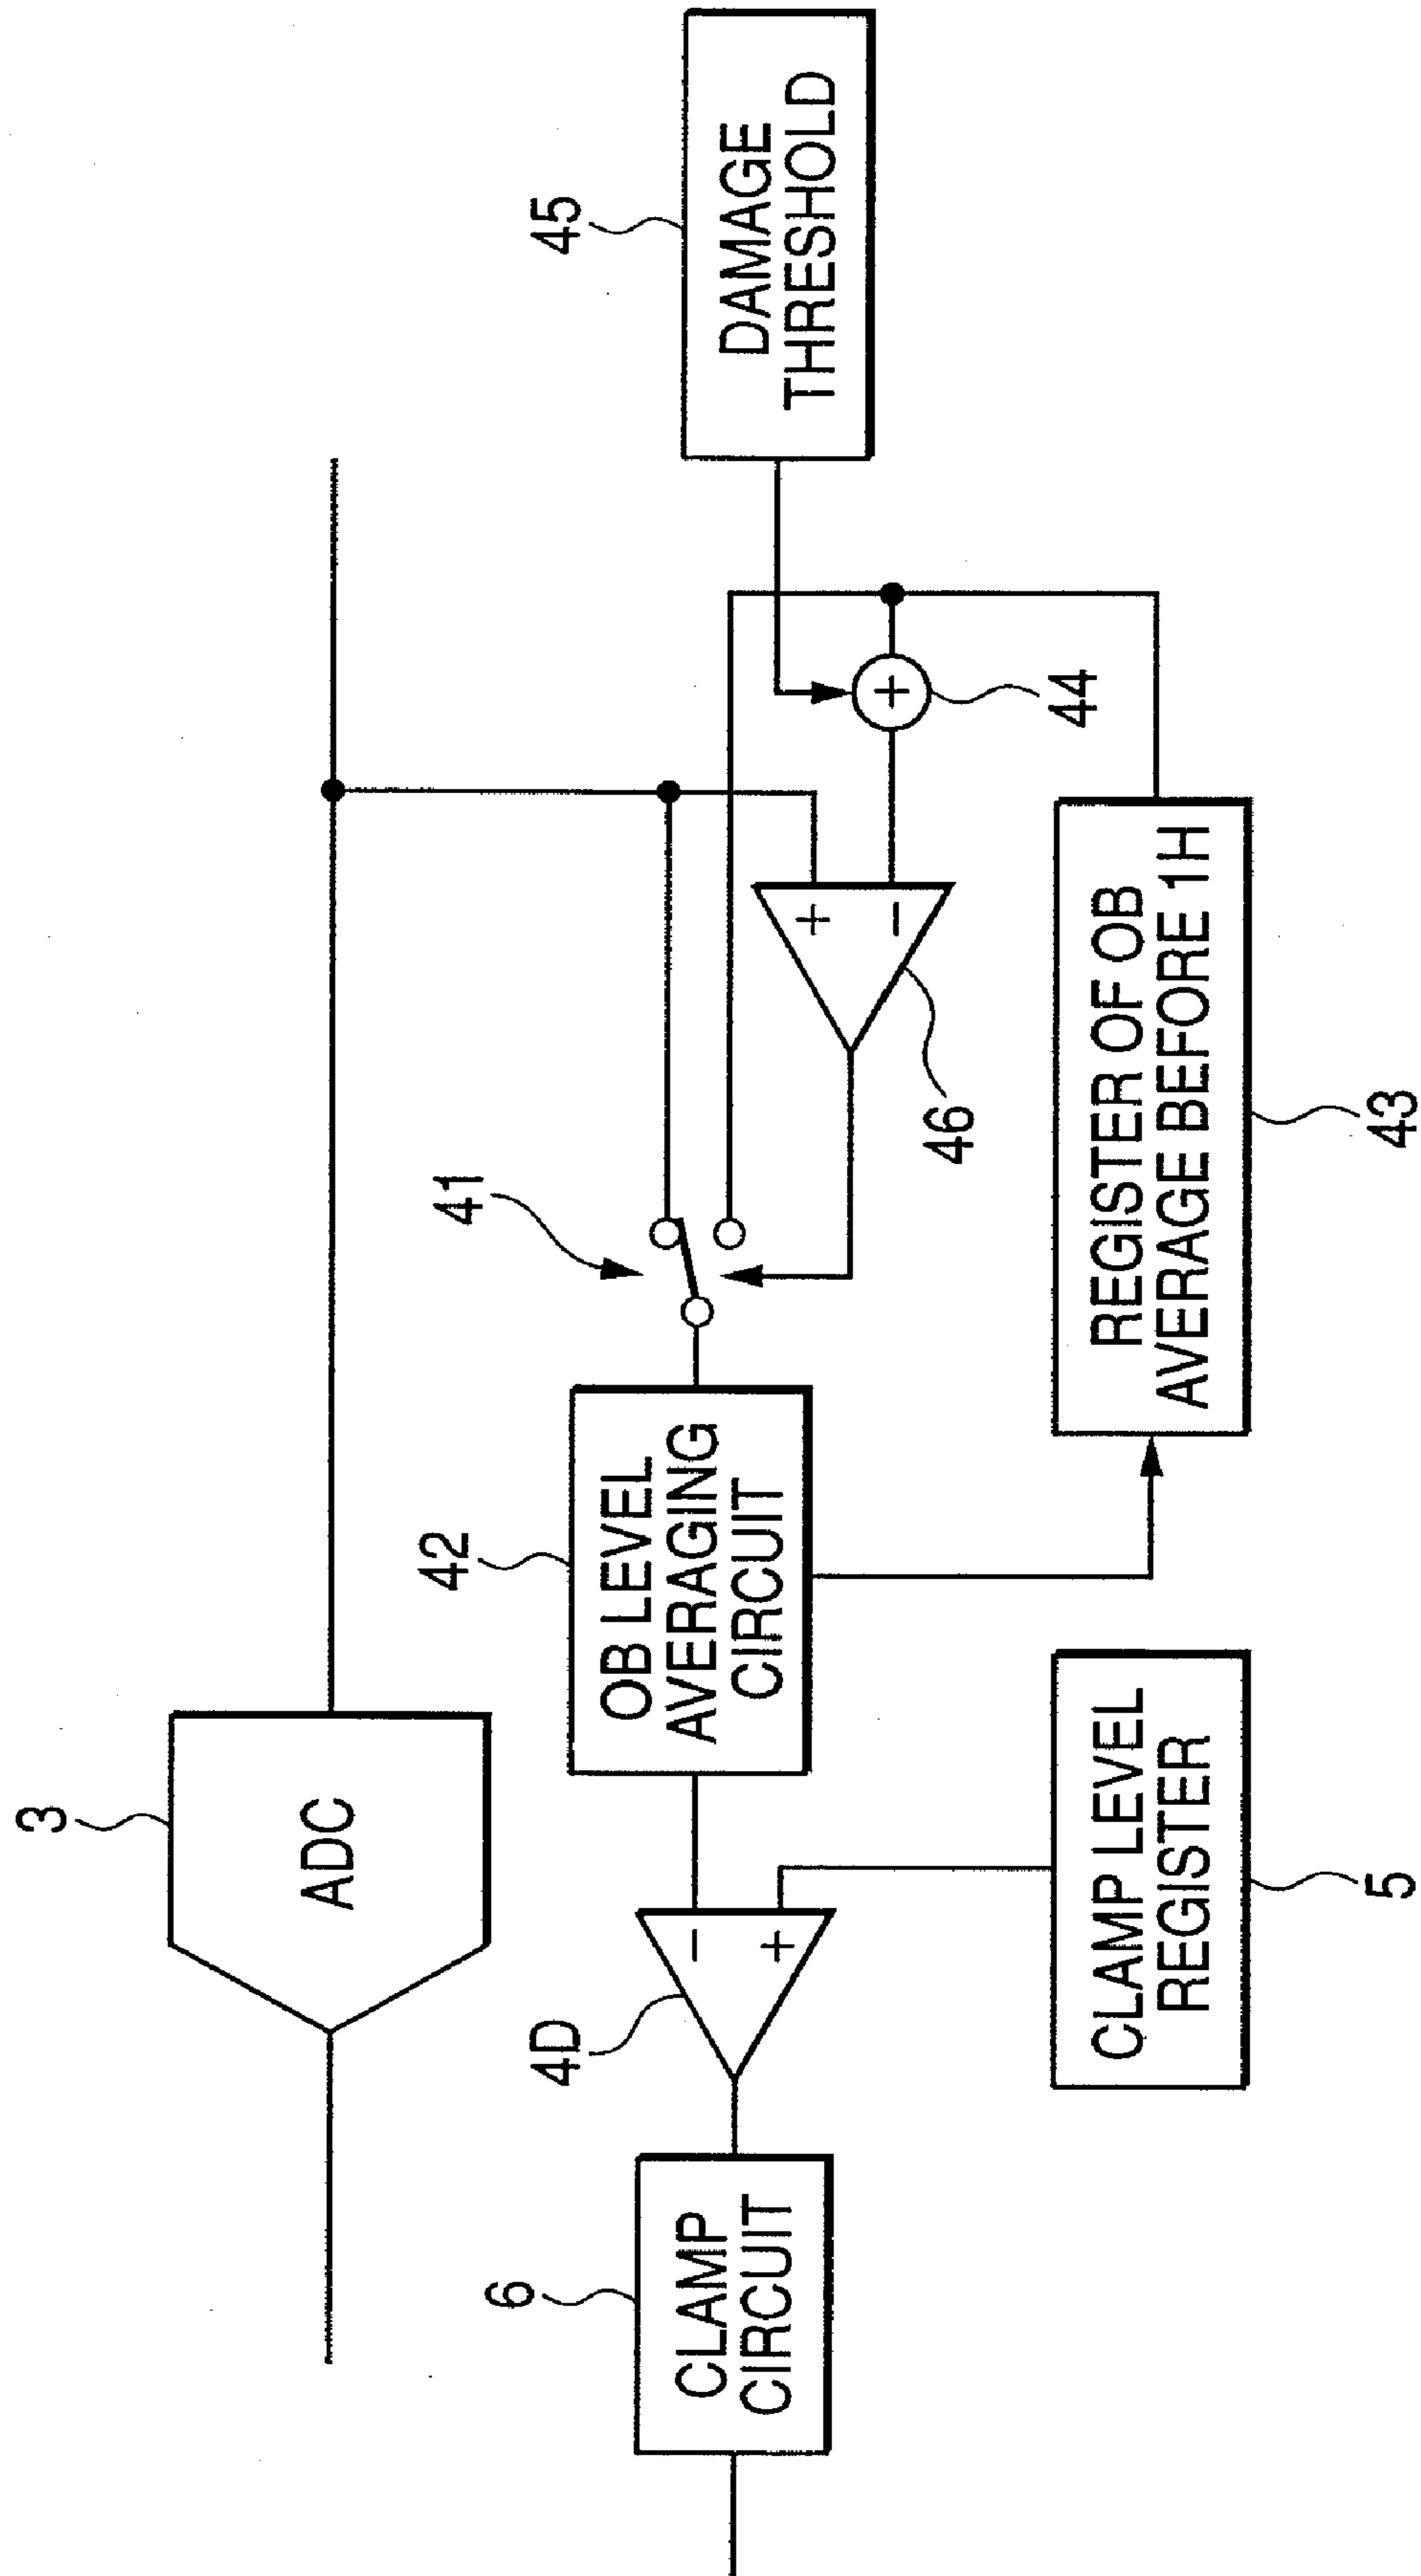 3
ADC
6
CLAMP
CIRCUIT
4D
−
+
42
OB LEVEL
AVERAGING
CIRCUIT
41
45
DAMAGE
THRESHOLD
+
44
+
−
46
CLAMP LEVEL
REGISTER
5
REGISTER OF OB
AVERAGE BEFORE 1H
43